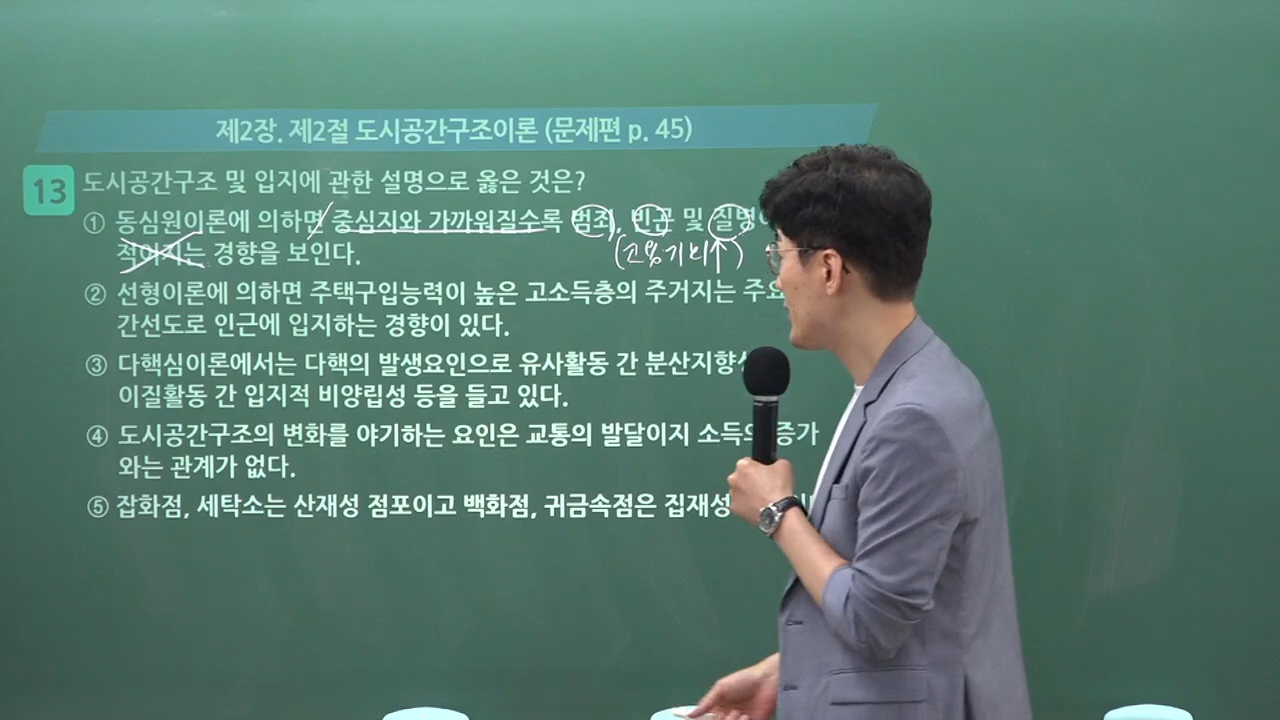 제2장. 제2절 도시공간구조이론 (문제편 p. 45)
13 도시공간구조 및 입지에 관한 설명으로 옳은 것은?
① 동심원이론에 의하면 중심지와 가까워질수록 범죄, 빈곤 및 질병이
적어지는 경향을 보인다.
(고용기회↑)
② 선형이론에 의하면 주택구입능력이 높은 고소득층의 주거지는 주요
간선도로 인근에 입지하는 경향이 있다.
③ 다핵심이론에서는 다핵의 발생요인으로 유사활동 간 분산지향성
이질활동 간 입지적 비양립성 등을 들고 있다.
④ 도시공간구조의 변화를 야기하는 요인은 교통의 발달이지 소득의 증가
와는 관계가 없다.
⑤ 잡화점, 세탁소는 산재성 점포이고 백화점, 귀금속점은 집재성